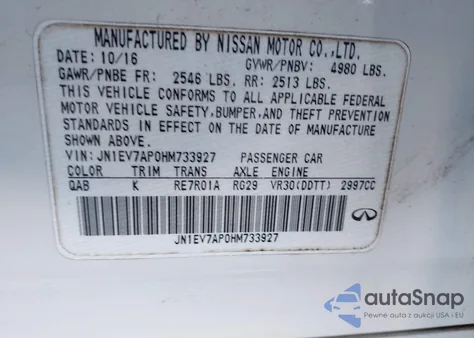 MANUFACTURED BY NISSAN MOTOR CO.,LTD.
DATE: 10/16 GVWR/PNBV: 4980 LBS.
GAWR/PNBE FR: 2546 LBS. RR: 2513 LBS.
THIS VEHICLE CONFORMS TO ALL APPLICABLE FEDERAL
MOTOR VEHICLE SAFETY, BUMPER, AND THEFT PREVENTION
STANDARDS IN EFFECT ON THE DATE OF MANUFACTURE
SHOWN ABOVE.
VIN: JN1EV7AP0HM733927 PASSENGER CAR
COLOR TRIM TRANS AXLE ENGINE
QAB K RE7R01A RG29 VR30(DDTT) 2997CC
JN1EV7AP0HM733927
autoSnap
Pewne auta z aukcji USA i EU